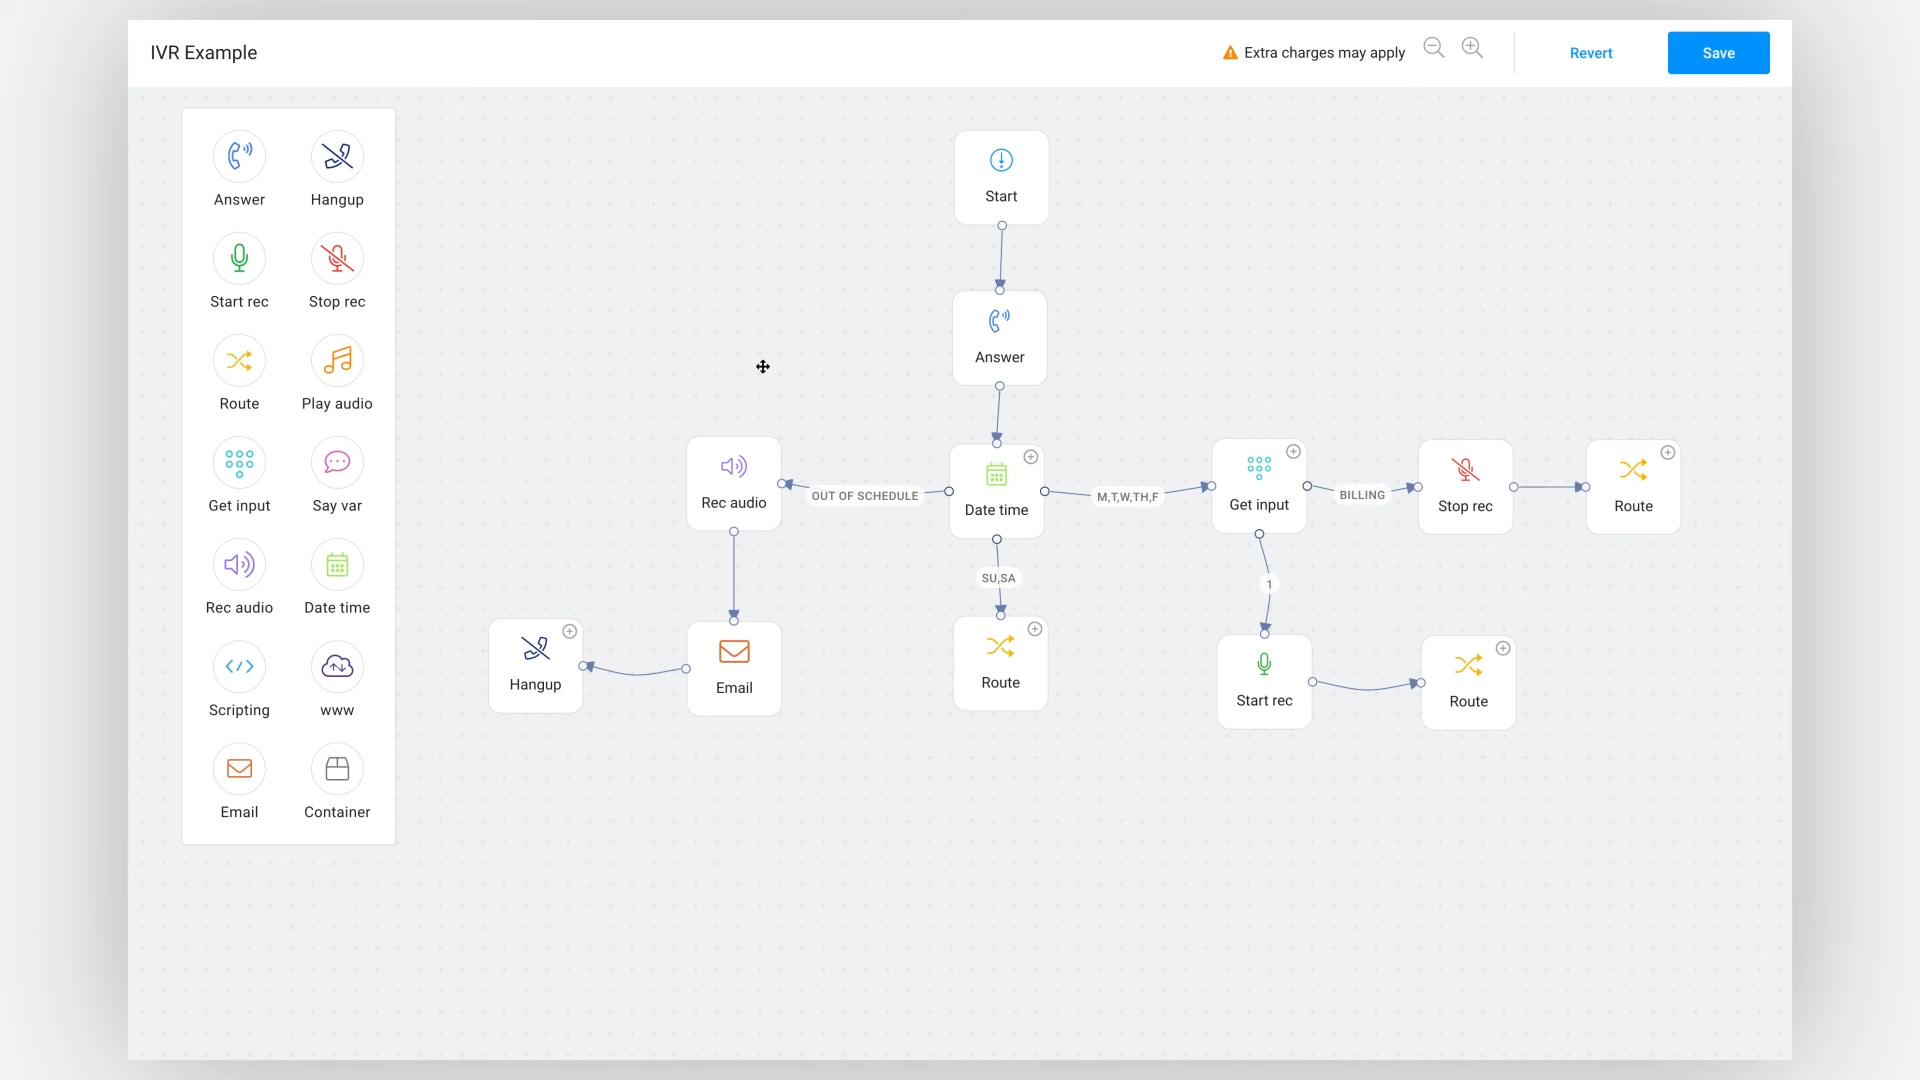 IVR Example
Extra charges may apply
Revert
Save
Answer
Hangup
Start rec
Stop rec
Route
Play audio
Get input
Say var
Rec audio
Date time
Scripting
www
Email
Container
Start
Answer
Rec audio
OUT OF SCHEDULE
Date time
M,T,W,TH,F
Get input
BILLING
Stop rec
Route
SU,SA
1
Hangup
Email
Route
Start rec
Route